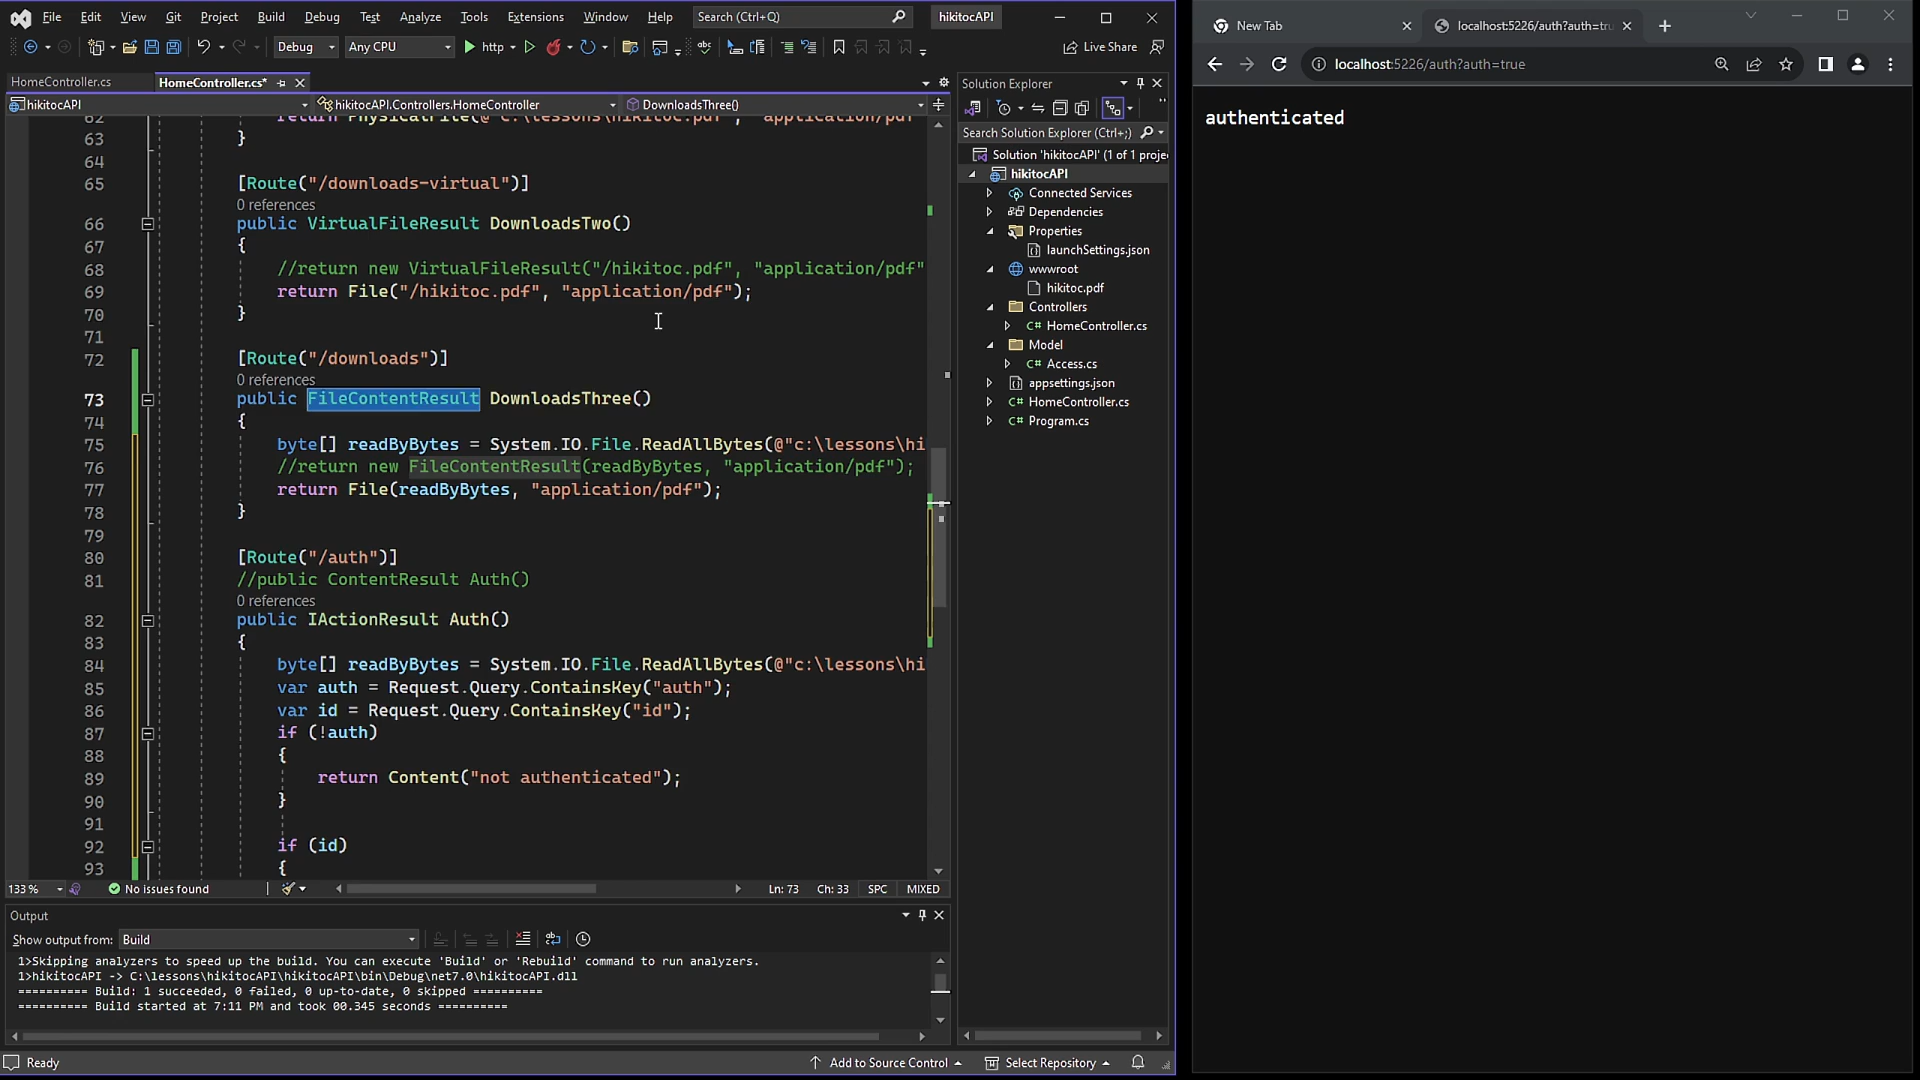 File Edit View Git Project Build Debug Test Analyze Tools Extensions Window Help Search (Ctrl+Q) hikitocAPI
Debug Any CPU http Live Share
HomeController.cs HomeController.cs*
hikitocAPI hikitocAPI.Controllers.HomeController DownloadsThree()
62 return PhysicalFile(@"C:\lessons\hikitoc.pdf", "application/pdf"
63 }
64
65 [Route("/downloads-virtual")]
0 references
66 public VirtualFileResult DownloadsTwo()
67 {
68 //return new VirtualFileResult("/hikitoc.pdf", "application/pdf"
69 return File("/hikitoc.pdf", "application/pdf");
70 }
71
72 [Route("/downloads")]
0 references
73 public FileContentResult DownloadsThree()
74 {
75 byte[] readByBytes = System.IO.File.ReadAllBytes(@"c:\lessons\hi
76 //return new FileContentResult(readByBytes, "application/pdf");
77 return File(readByBytes, "application/pdf");
78 }
79
80 [Route("/auth")]
81 //public ContentResult Auth()
0 references
82 public IActionResult Auth()
83 {
84 byte[] readByBytes = System.IO.File.ReadAllBytes(@"c:\lessons\hi
85 var auth = Request.Query.ContainsKey("auth");
86 var id = Request.Query.ContainsKey("id");
87 if (!auth)
88 {
89 return Content("not authenticated");
90 }
91
92 if (id)
93 {
133 % No issues found Ln: 73 Ch: 33 SPC MIXED
Output
Show output from: Build
1>Skipping analyzers to speed up the build. You can execute 'Build' or 'Rebuild' command to run analyzers.
1>hikitocAPI -> C:\lessons\hikitocAPI\hikitocAPI\bin\Debug\net7.0\hikitocAPI.dll
========== Build: 1 succeeded, 0 failed, 0 up-to-date, 0 skipped ==========
========== Build started at 7:11 PM and took 00.345 seconds ==========
Ready Add to Source Control Select Repository
Solution Explorer
Search Solution Explorer (Ctrl+;)
Solution 'hikitocAPI' (1 of 1 proje
hikitocAPI
Connected Services
Dependencies
Properties
launchSettings.json
wwwroot
hikitoc.pdf
Controllers
C# HomeController.cs
Model
C# Access.cs
appsettings.json
C# HomeController.cs
C# Program.cs
New Tab localhost:5226/auth?auth=tru
localhost:5226/auth?auth=true
authenticated